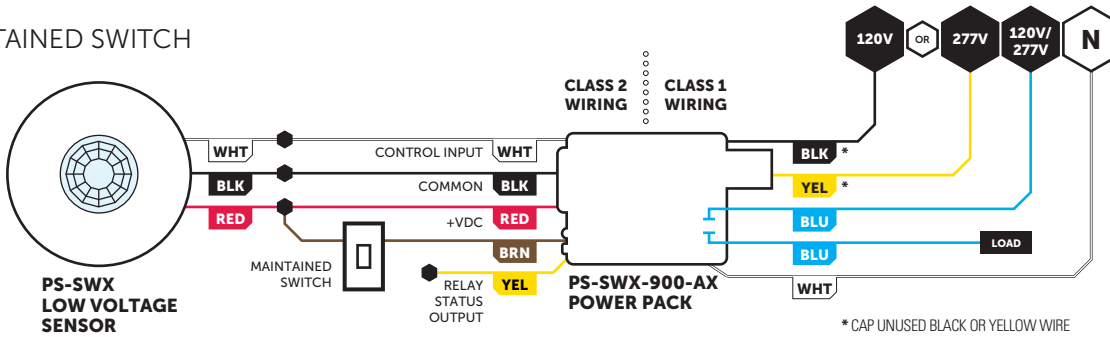 TAINED SWITCH
120V
OR
277V
120V/
277V
N
CLASS 2
WIRING
CLASS 1
WIRING
WHT
CONTROL INPUT
WHT
BLK *
BLK
COMMON
BLK
YEL *
RED
+VDC
RED
BLU
BRN
BLU
LOAD
MAINTAINED
SWITCH
RELAY
STATUS
OUTPUT
YEL
WHT
PS-SWX
LOW VOLTAGE
SENSOR
PS-SWX-900-AX
POWER PACK
* CAP UNUSED BLACK OR YELLOW WIRE